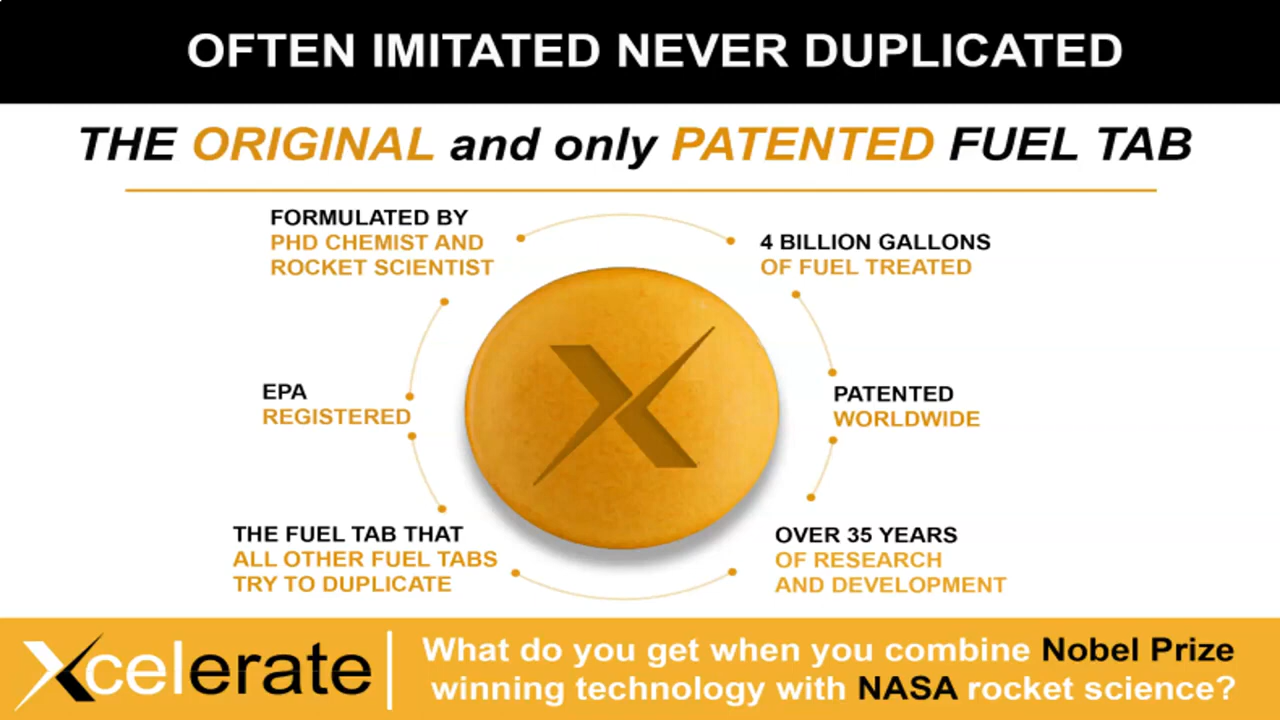 OFTEN IMITATED NEVER DUPLICATED
THE ORIGINAL and only PATENTED FUEL TAB
FORMULATED BY
PHD CHEMIST AND
ROCKET SCIENTIST
4 BILLION GALLONS
OF FUEL TREATED
EPA
REGISTERED
PATENTED
WORLDWIDE
THE FUEL TAB THAT
ALL OTHER FUEL TABS
TRY TO DUPLICATE
OVER 35 YEARS
OF RESEARCH
AND DEVELOPMENT
X
Xcelerate
What do you get when you combine Nobel Prize
winning technology with NASA rocket science?